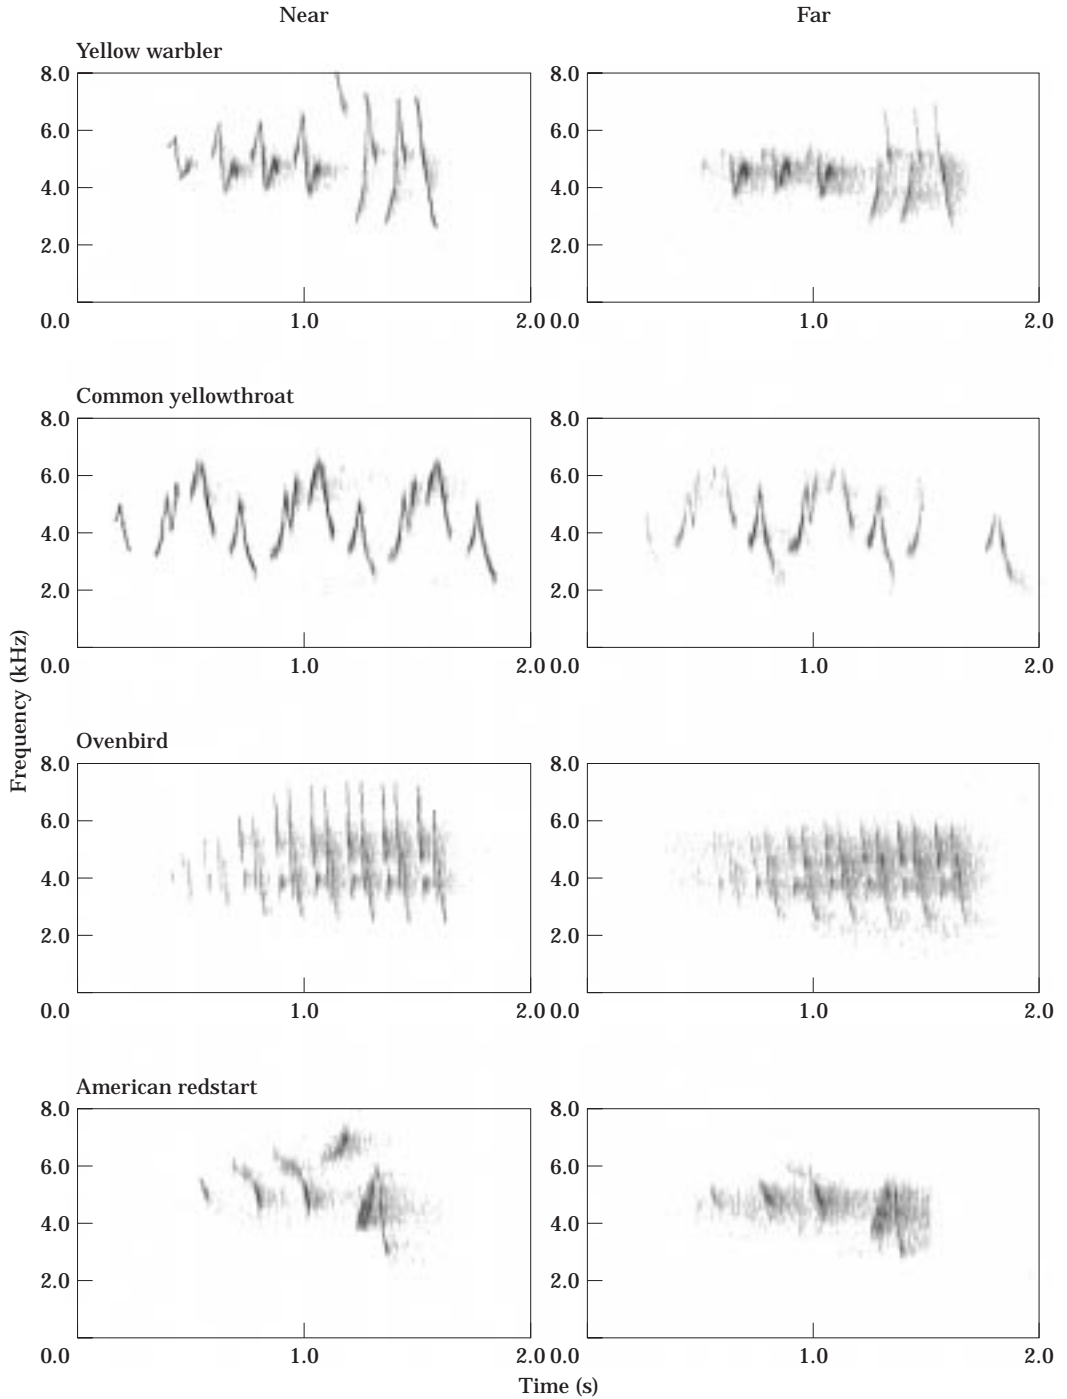 Near Far
Yellow warbler
8.0 8.0
6.0 6.0
4.0 4.0
2.0 2.0
0.0 1.0 2.0 0.0 1.0 2.0
Common yellowthroat
8.0 8.0
6.0 6.0
4.0 4.0
2.0 2.0
0.0 1.0 2.0 0.0 1.0 2.0
Frequency (kHz)
Ovenbird
8.0 8.0
6.0 6.0
4.0 4.0
2.0 2.0
0.0 1.0 2.0 0.0 1.0 2.0
American redstart
8.0 8.0
6.0 6.0
4.0 4.0
2.0 2.0
0.0 1.0 2.0 0.0 1.0 2.0
Time (s)